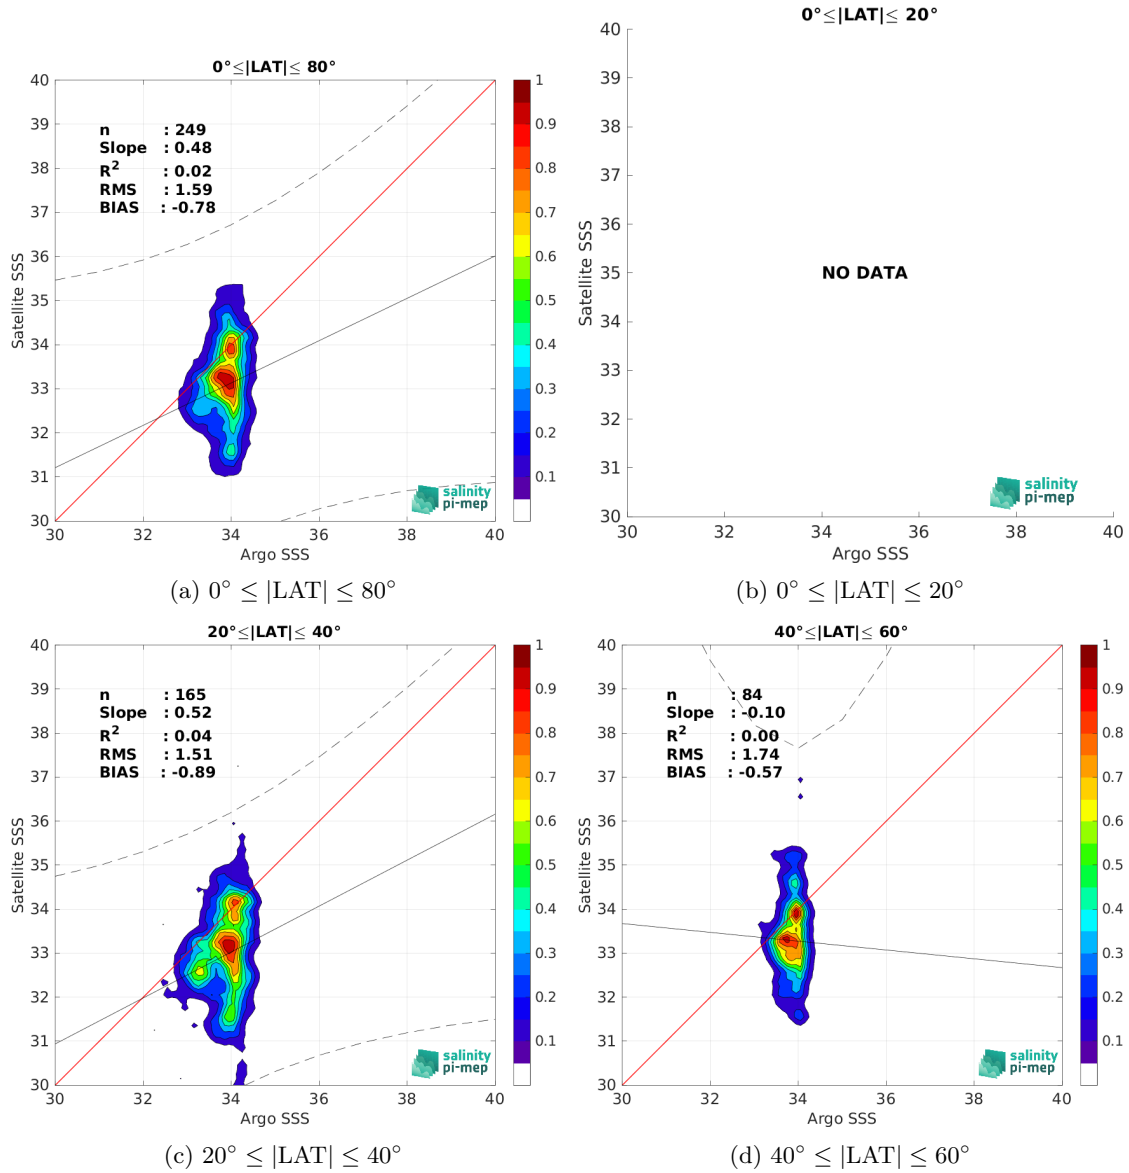 0°≤|LAT|≤ 80°
40
39
38
37
36
35
34
33
32
31
30
Satellite SSS
n : 249
Slope : 0.48
R² : 0.02
RMS : 1.59
BIAS : -0.78
salinity
pi-mep
30 32 34 36 38 40
Argo SSS
1
0.9
0.8
0.7
0.6
0.5
0.4
0.3
0.2
0.1
(a) 0° ≤ |LAT| ≤ 80°
0°≤|LAT|≤ 20°
40
39
38
37
36
35
34
33
32
31
30
Satellite SSS
NO DATA
salinity
pi-mep
30 32 34 36 38 40
Argo SSS
(b) 0° ≤ |LAT| ≤ 20°
20°≤|LAT|≤ 40°
40
39
38
37
36
35
34
33
32
31
30
Satellite SSS
n : 165
Slope : 0.52
R² : 0.04
RMS : 1.51
BIAS : -0.89
salinity
pi-mep
30 32 34 36 38 40
Argo SSS
1
0.9
0.8
0.7
0.6
0.5
0.4
0.3
0.2
0.1
(c) 20° ≤ |LAT| ≤ 40°
40°≤|LAT|≤ 60°
40
39
38
37
36
35
34
33
32
31
30
Satellite SSS
n : 84
Slope : -0.10
R² : 0.00
RMS : 1.74
BIAS : -0.57
salinity
pi-mep
30 32 34 36 38 40
Argo SSS
1
0.9
0.8
0.7
0.6
0.5
0.4
0.3
0.2
0.1
(d) 40° ≤ |LAT| ≤ 60°